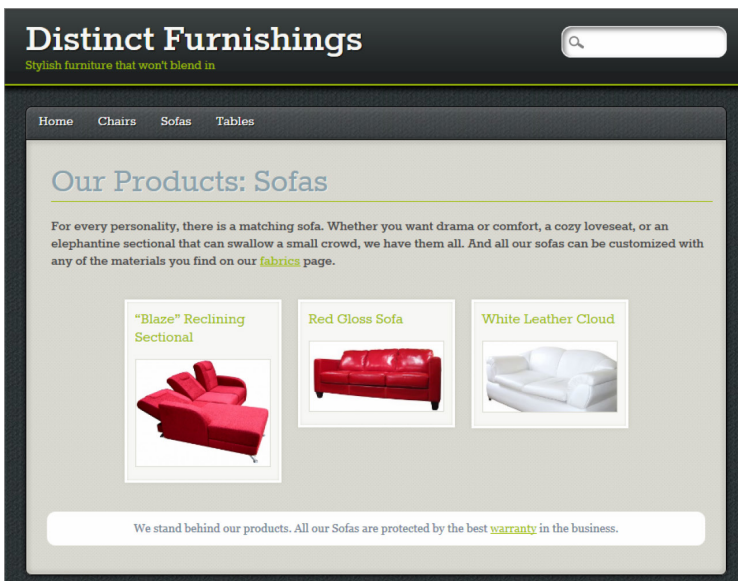 Distinct Furnishings
Stylish furniture that won't blend in
Home Chairs Sofas Tables
Our Products: Sofas
For every personality, there is a matching sofa. Whether you want drama or comfort, a cozy loveseat, or an
elephantine sectional that can swallow a small crowd, we have them all. And all our sofas can be customized with
any of the materials you find on our fabrics page.
“Blaze” Reclining
Sectional
Red Gloss Sofa
White Leather Cloud
We stand behind our products. All our Sofas are protected by the best warranty in the business.